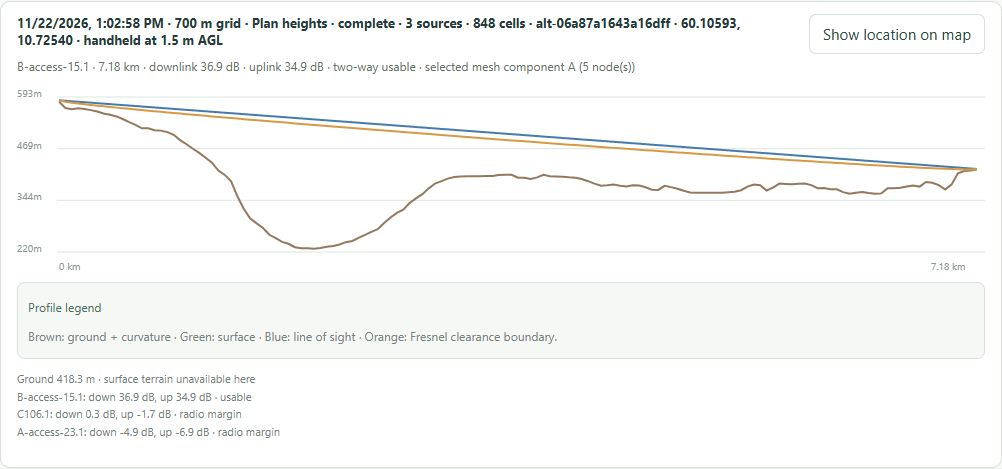 11/22/2026, 1:02:58 PM · 700 m grid · Plan heights · complete · 3 sources · 848 cells · alt-06a87a1643a16dff · 60.10593,
10.72540 · handheld at 1.5 m AGL
Show location on map
B-access-15.1 · 7.18 km · downlink 36.9 dB · uplink 34.9 dB · two-way usable · selected mesh component A (5 node(s))
593m
469m
344m
220m
0 km
7.18 km
Profile legend
Brown: ground + curvature · Green: surface · Blue: line of sight · Orange: Fresnel clearance boundary.
Ground 418.3 m · surface terrain unavailable here
B-access-15.1: down 36.9 dB, up 34.9 dB · usable
C106.1: down 0.3 dB, up -1.7 dB · radio margin
A-access-23.1: down -4.9 dB, up -6.9 dB · radio margin